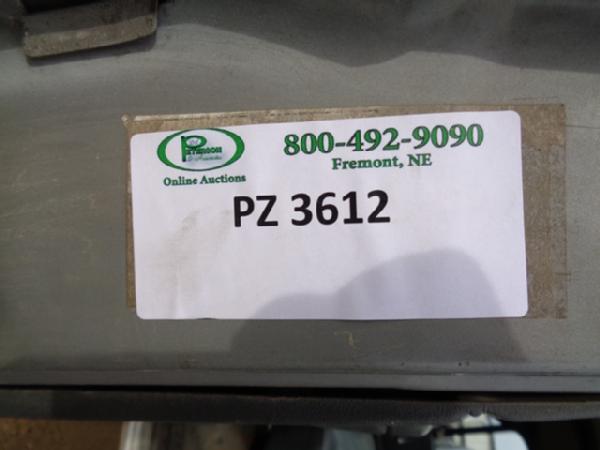 800-492-9090
Fremont, NE
Online Auctions
PZ 3612